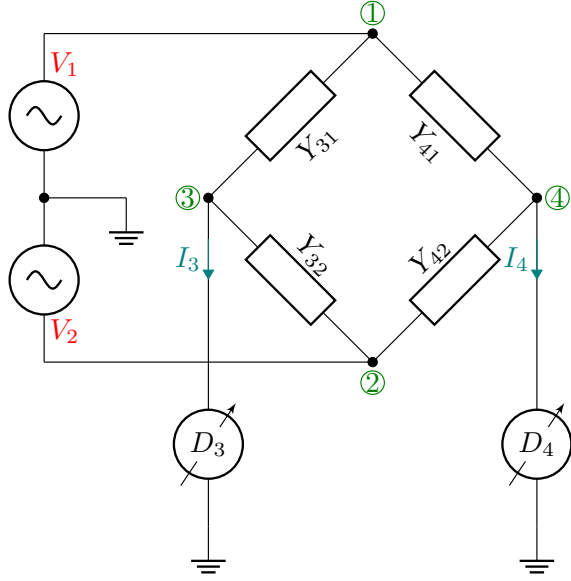 ①
V₁
Y₃₁
Y₄₁
③
④
I₃
Y₃₂
Y₄₂
I₄
V₂
②
D₃
D₄